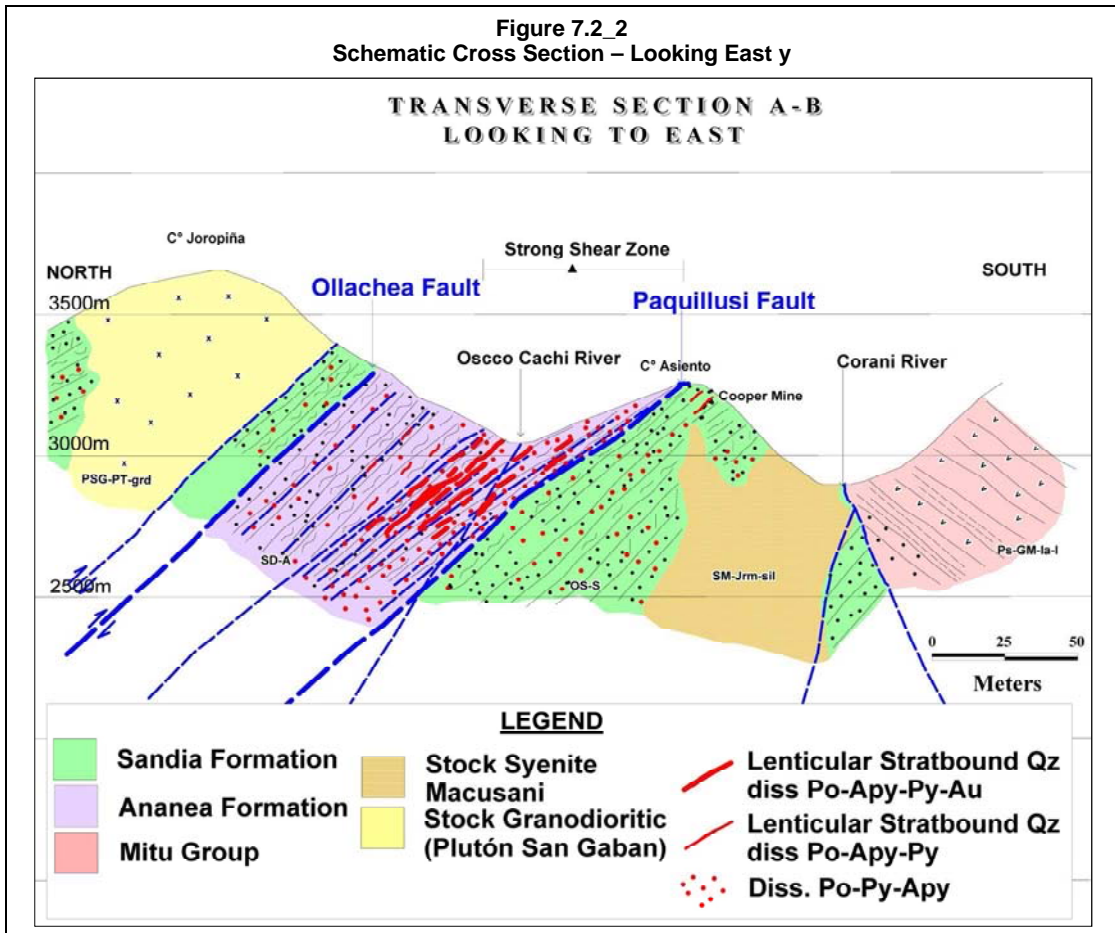 Figure 7.2_2
Schematic Cross Section – Looking East y
TRANSVERSE SECTION A-B
LOOKING TO EAST
C° Joropiña
Strong Shear Zone
NORTH
SOUTH
Ollachea Fault
Paquillusi Fault
3500m
Oscco Cachi River
C° Asiento
Corani River
Cooper Mine
3000m
PSG-PT-grd
SD-A
OS-S
SM-Jrm-sil
Ps-GM-la-l
2500m
0 25 50
Meters
LEGEND
Sandia Formation
Ananea Formation
Mitu Group
Stock Syenite
Macusani
Stock Granodioritic
(Plutón San Gaban)
Lenticular Stratbound Qz
diss Po-Apy-Py-Au
Lenticular Stratbound Qz
diss Po-Apy-Py
Diss. Po-Py-Apy